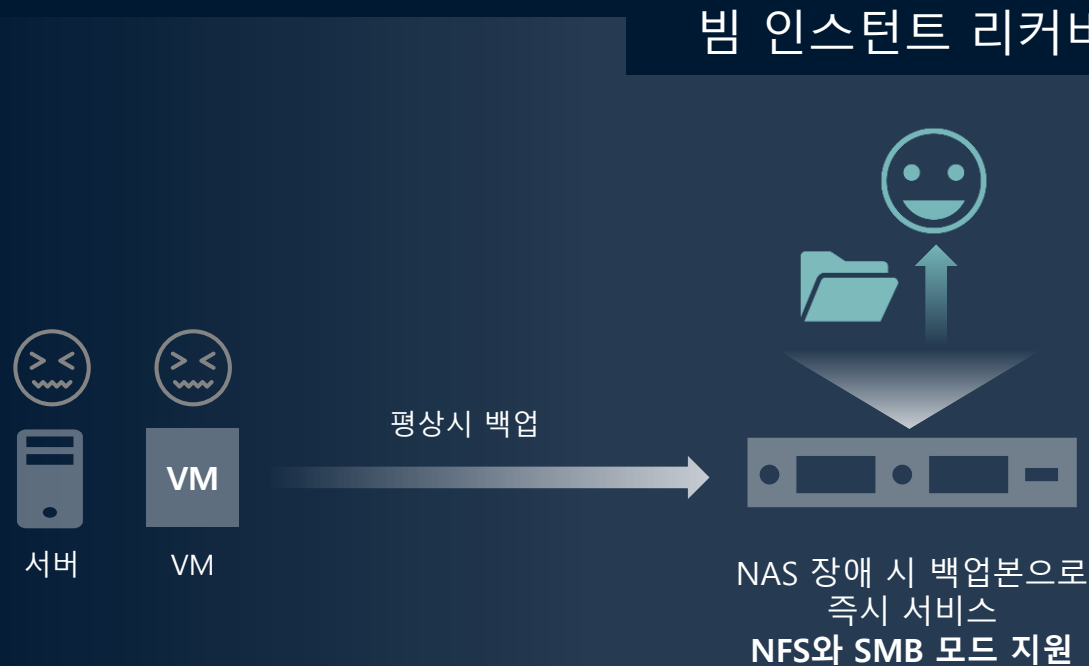 빔 인스턴트 리커버
평상시 백업
VM
서버
VM
NAS 장애 시 백업본으로
즉시 서비스
NFS와 SMB 모드 지원